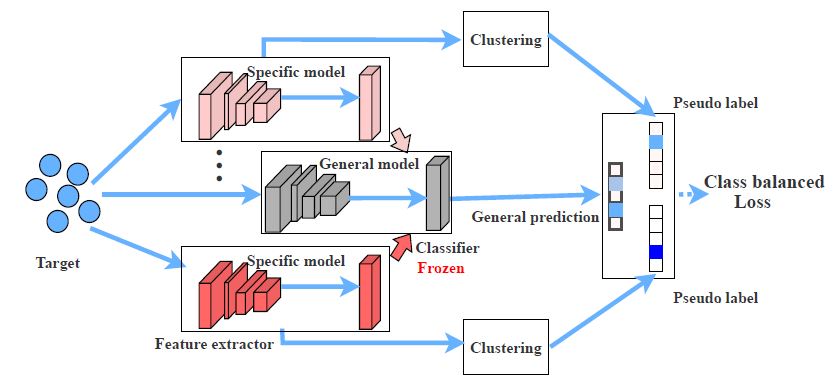 Clustering
Specific model
Pseudo label
General model
Class balanced
Loss
General prediction
Target
Classifier
Frozen
Specific model
Pseudo label
Feature extractor
Clustering